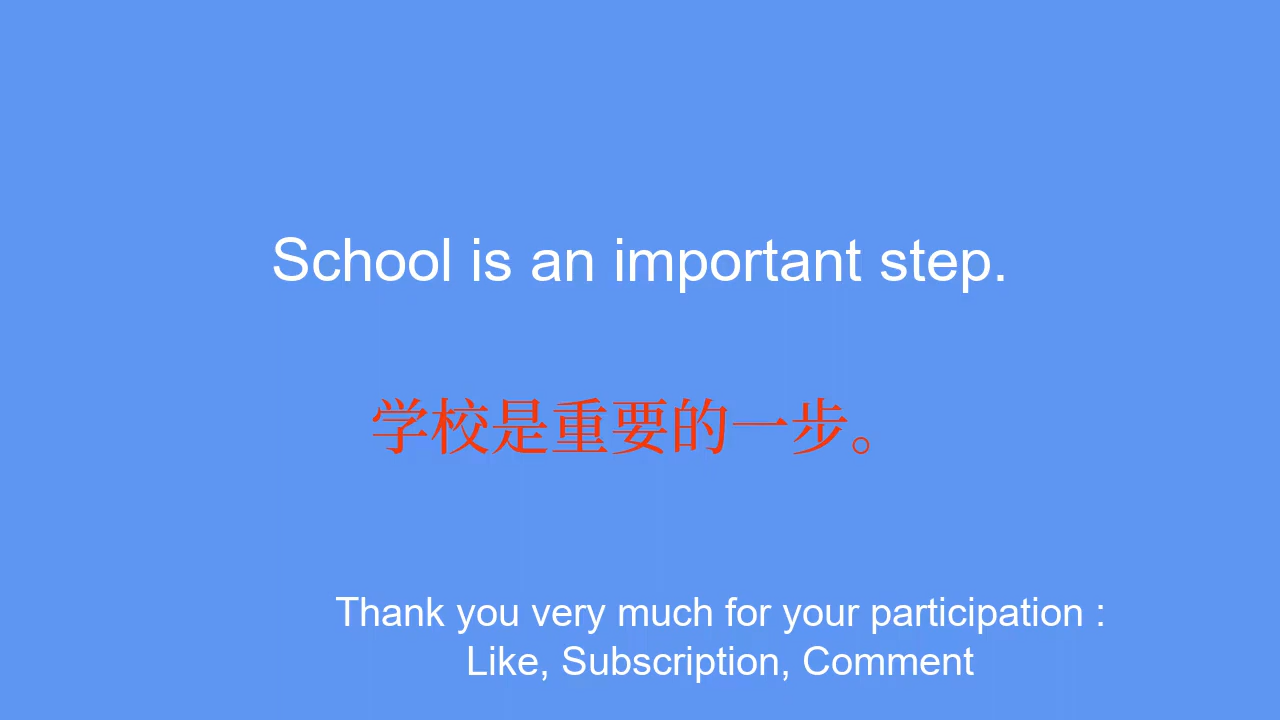 School is an important step.
学校是重要的一步。
Thank you very much for your participation :
Like, Subscription, Comment